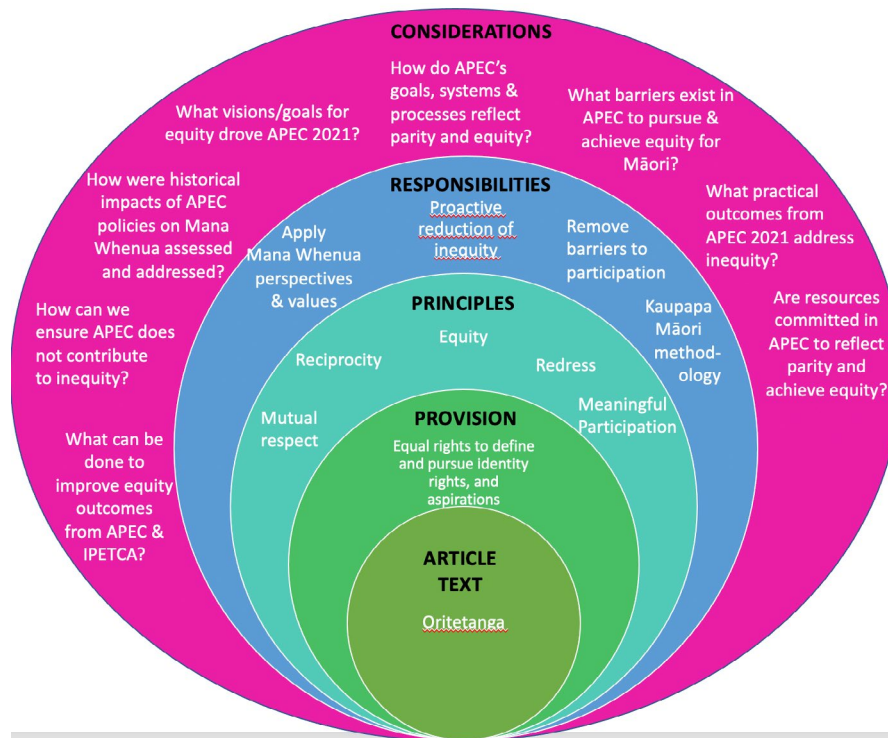 CONSIDERATIONS
How do APEC's
goals, systems &
processes reflect
parity and equity?
What visions/goals for
equity drove APEC 2021?
What barriers exist in
APEC to pursue &
achieve equity for
Māori?
How were historical
impacts of APEC
policies on Mana
Whenua assessed
and addressed?
What practical
outcomes from
APEC 2021 address
inequity?
How can we
ensure APEC does
not contribute
to inequity?
Are resources
committed in
APEC to reflect
parity and
achieve equity?
What can be
done to
improve equity
outcomes
from APEC &
IPETCA?
RESPONSIBILITIES
Proactive
reduction of
inequity
Apply
Mana Whenua
perspectives
& values
Remove
barriers to
participation
Kaupapa
Māori
method-
ology
PRINCIPLES
Equity
Reciprocity
Redress
Mutual
respect
Meaningful
Participation
PROVISION
Equal rights to define
and pursue identity
rights, and
aspirations
ARTICLE
TEXT
Oritetanga